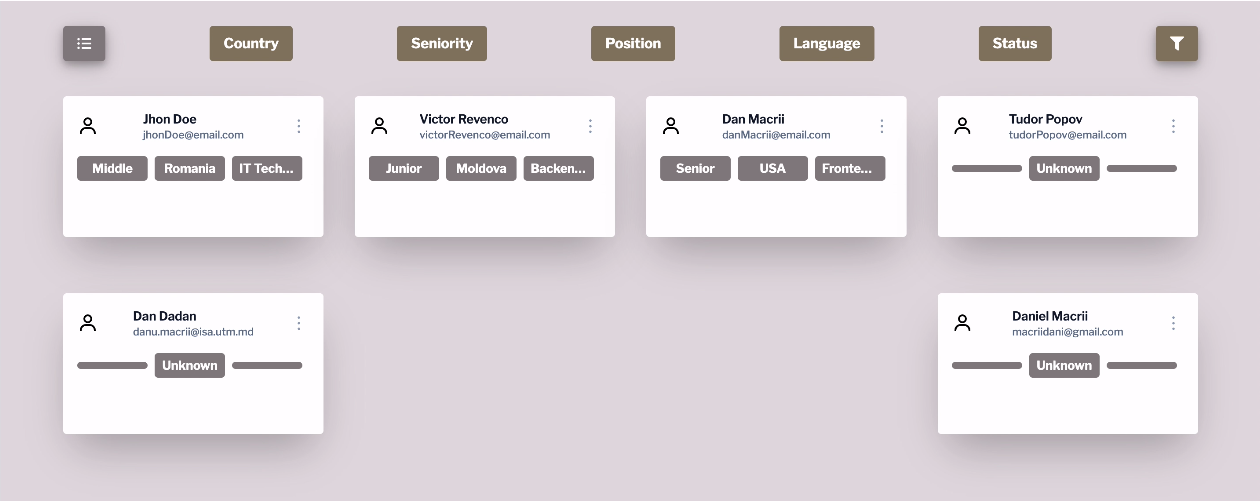 Country
Seniority
Position
Language
Status
Jhon Doe
jhonDoe@email.com
Middle
Romania
IT Tech...
Victor Revenco
victorRevenco@email.com
Junior
Moldova
Backen...
Dan Macrii
danMacrii@email.com
Senior
USA
Fronte...
Tudor Popov
tudorPopov@email.com
Unknown
Dan Dadan
danu.macrii@isa.utm.md
Unknown
Daniel Macrii
macriidani@gmail.com
Unknown